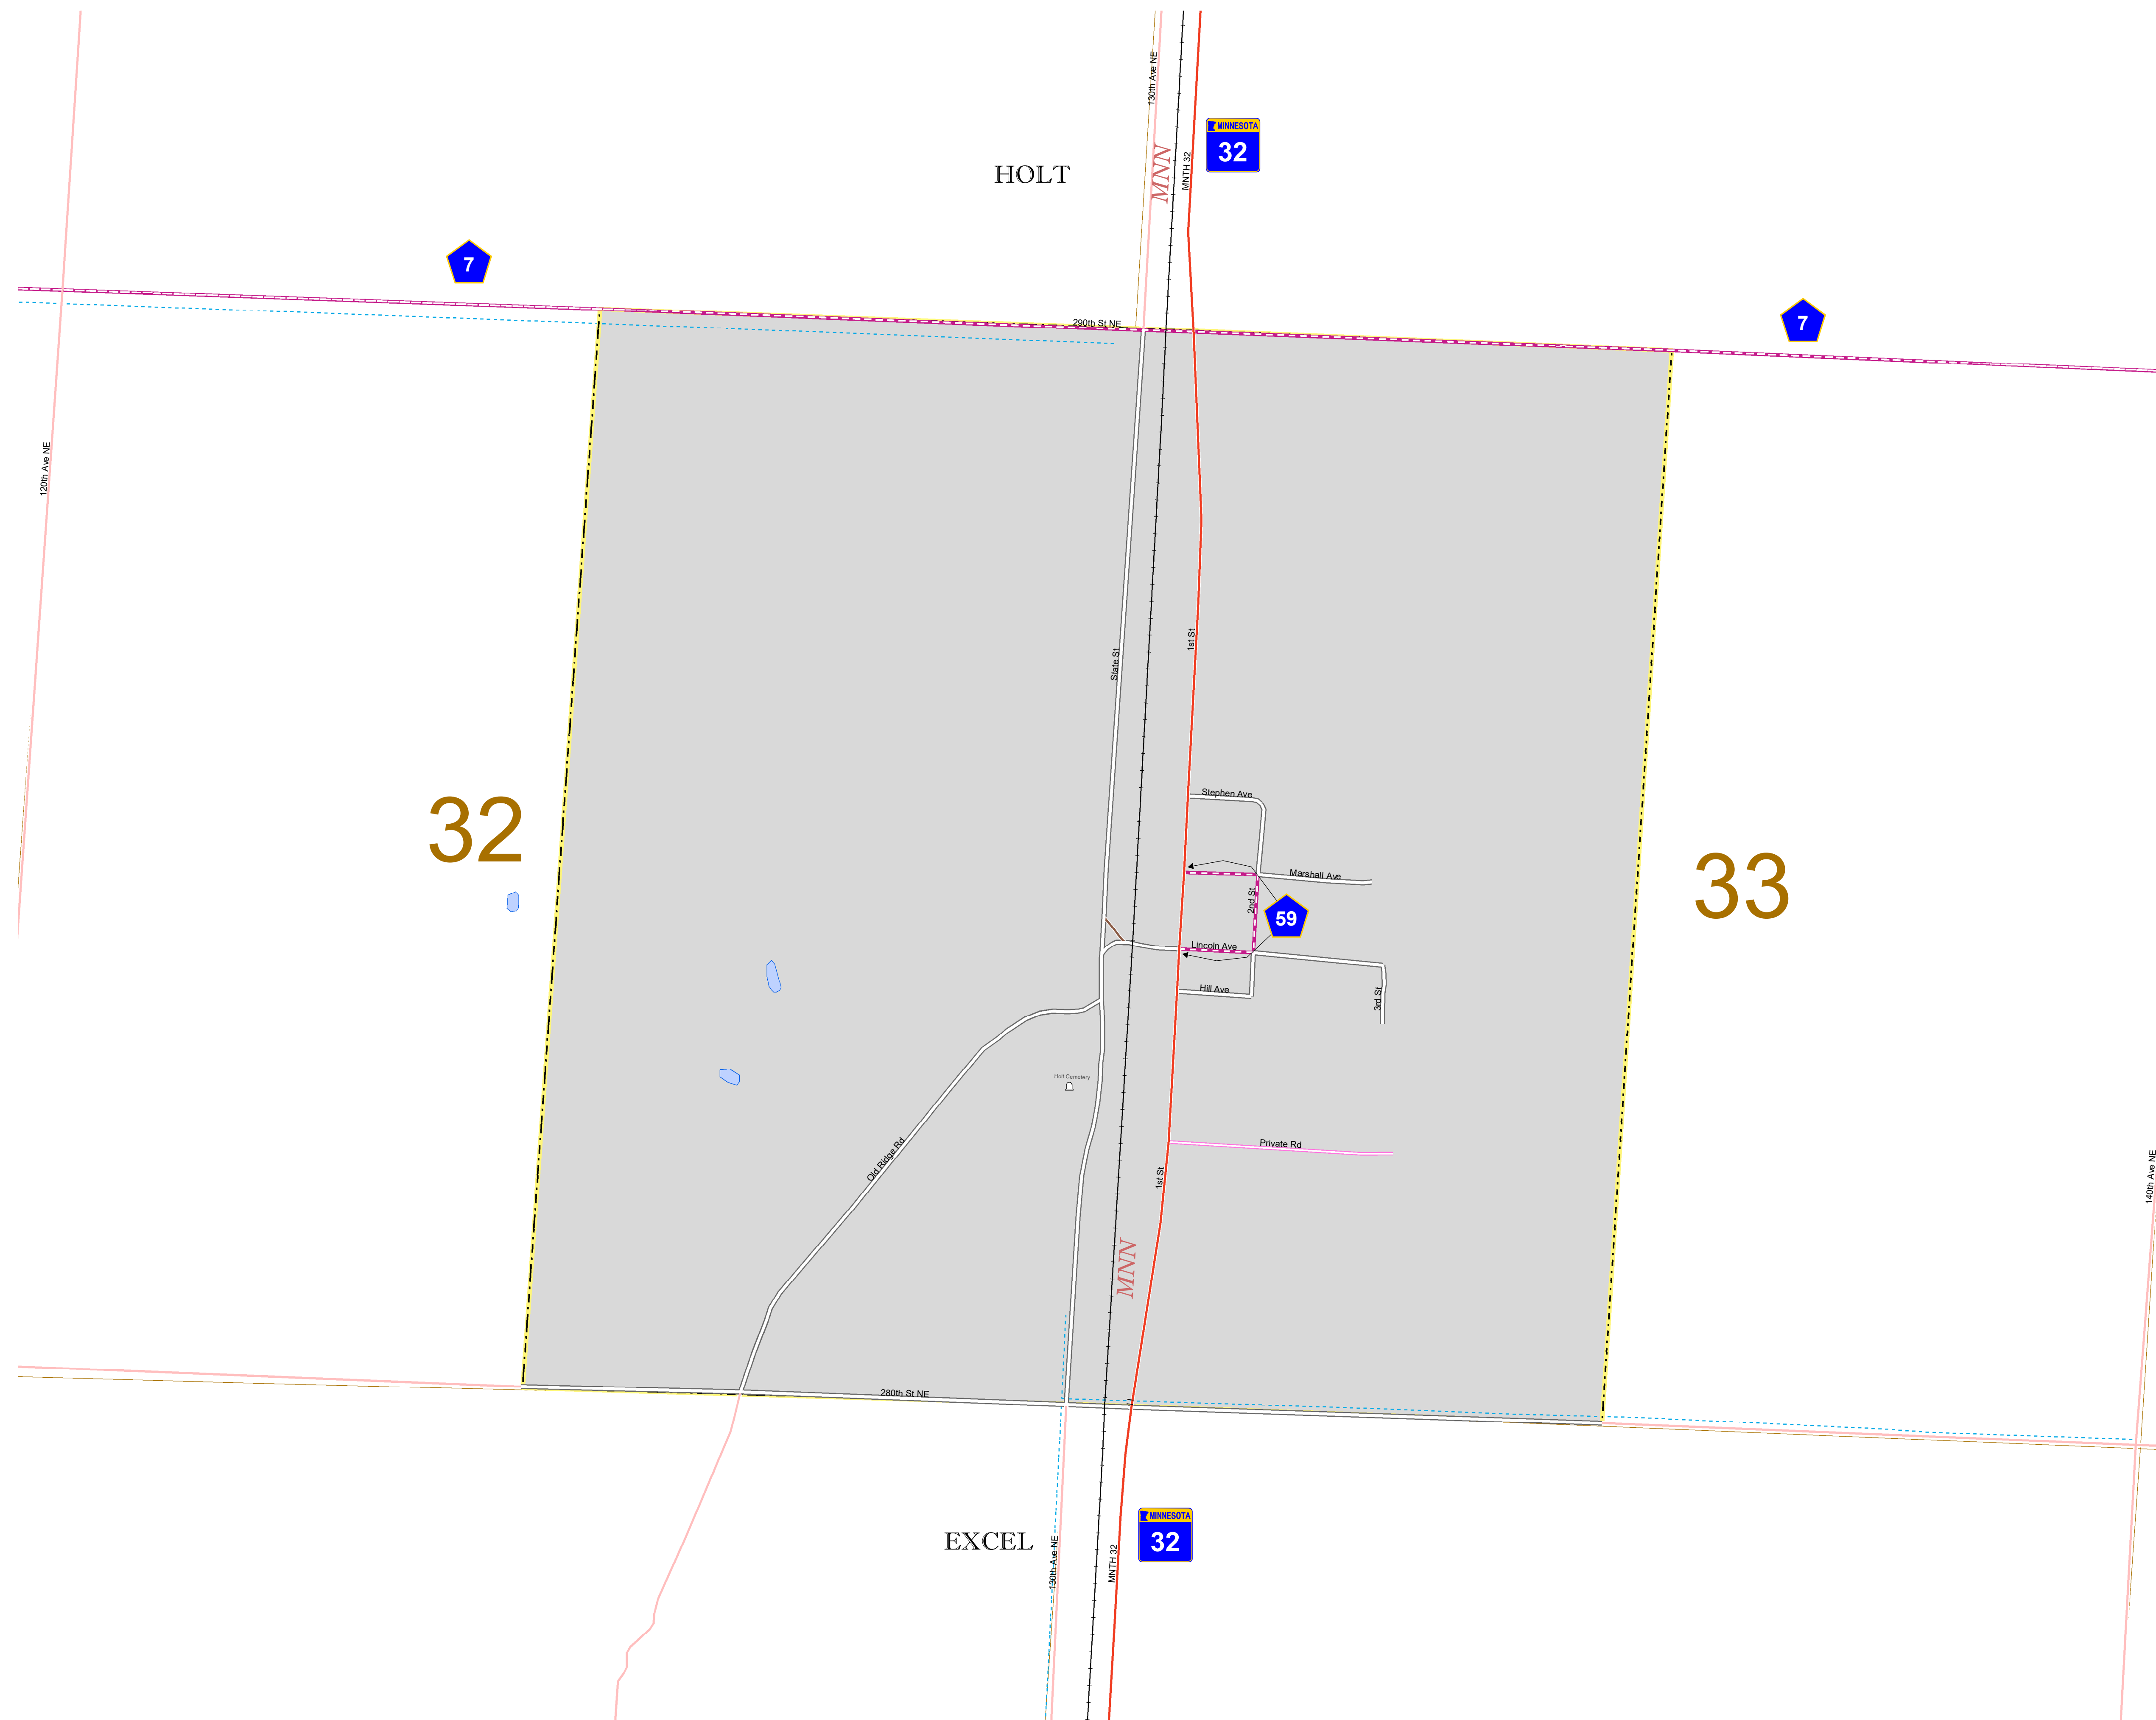 130th Ave NE
MINNESOTA
32
MNN
MNTH 32
HOLT
7
7
290th St NE
120th Ave NE
1st St
State St
Stephen Ave
32
33
Marshall Ave
2nd St
59
Lincoln Ave
Hill Ave
3rd St
Holt Cemetery
Private Rd
Old Ridge Rd
1st St
140th Ave NE
MNN
280th St NE
EXCEL
MINNESOTA
32
130th Ave NE
MNTH 32